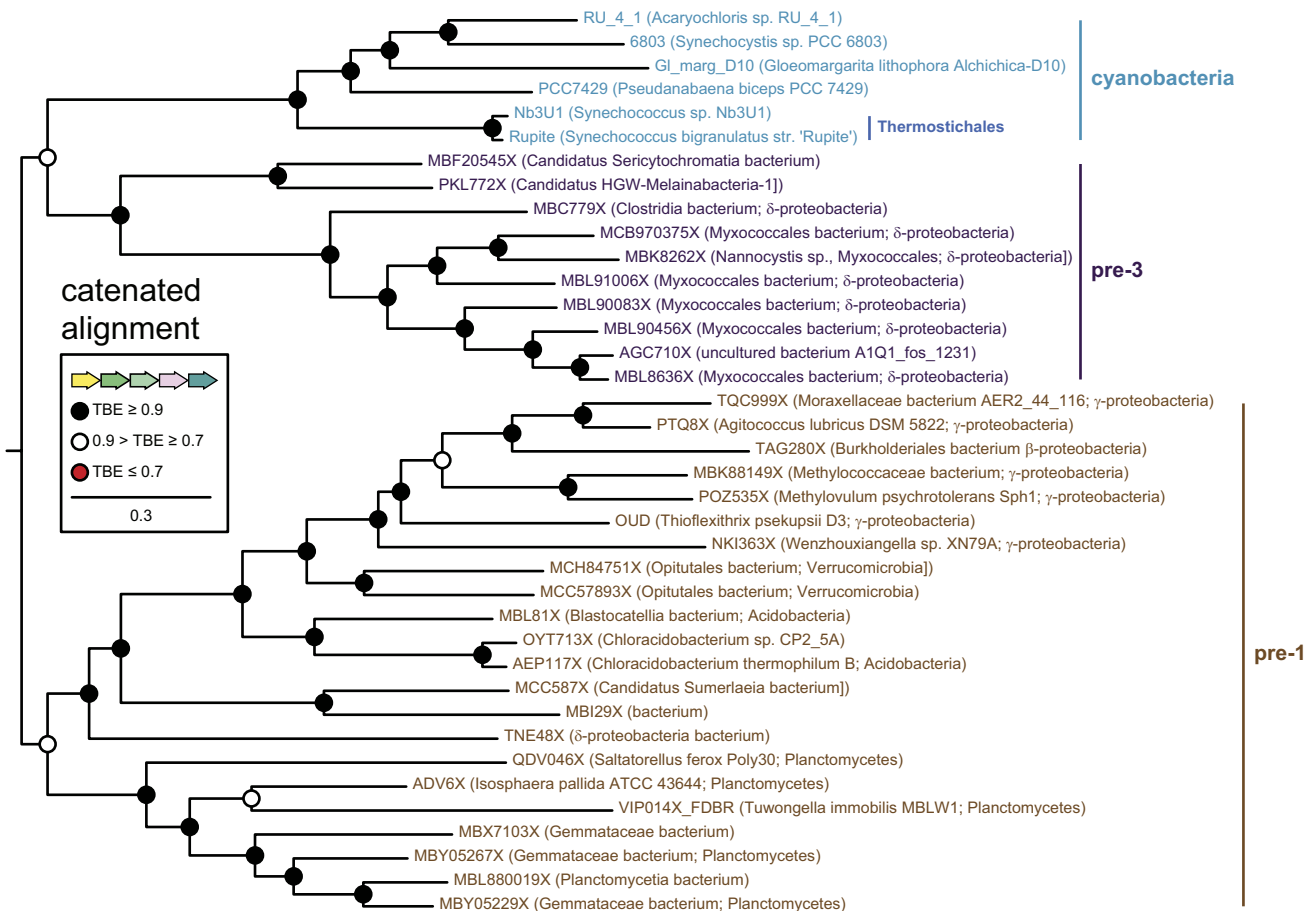 RU_4_1 (Acaryochloris sp. RU_4_1)
6803 (Synechocystis sp. PCC 6803)
Gl_marg_D10 (Gloeomargarita lithophora Alchichica-D10)
cyanobacteria
PCC7429 (Pseudanabaena biceps PCC 7429)
Nb3U1 (Synechococcus sp. Nb3U1)
Thermostichales
Rupite (Synechococcus bigranulatus str. 'Rupite')
MBF20545X (Candidatus Sericytochromatia bacterium)
PKL772X (Candidatus HGW-Melainabacteria-1])
MBC779X (Clostridia bacterium; δ-proteobacteria)
MCB970375X (Myxococcales bacterium; δ-proteobacteria)
MBK8262X (Nannocystis sp., Myxococcales; δ-proteobacteria])
pre-3
MBL91006X (Myxococcales bacterium; δ-proteobacteria)
MBL90083X (Myxococcales bacterium; δ-proteobacteria)
MBL90456X (Myxococcales bacterium; δ-proteobacteria)
AGC710X (uncultured bacterium A1Q1_fos_1231)
MBL8636X (Myxococcales bacterium; δ-proteobacteria)
catenated
alignment
TBE ≥ 0.9
0.9 > TBE ≥ 0.7
TBE ≤ 0.7
0.3
TQC999X (Moraxellaceae bacterium AER2_44_116; γ-proteobacteria)
PTQ8X (Agitococcus lubricus DSM 5822; γ-proteobacteria)
TAG280X (Burkholderiales bacterium β-proteobacteria)
MBK88149X (Methylococcaceae bacterium; γ-proteobacteria)
POZ535X (Methylovulum psychrotolerans Sph1; γ-proteobacteria)
OUD (Thioflexithrix psekupsii D3; γ-proteobacteria)
NKI363X (Wenzhouxiangella sp. XN79A; γ-proteobacteria)
MCH84751X (Opitutales bacterium; Verrucomicrobia])
MCC57893X (Opitutales bacterium; Verrucomicrobia)
MBL81X (Blastocatellia bacterium; Acidobacteria)
OYT713X (Chloracidobacterium sp. CP2_5A)
pre-1
AEP117X (Chloracidobacterium thermophilum B; Acidobacteria)
MCC587X (Candidatus Sumerlaeia bacterium])
MBI29X (bacterium)
TNE48X (δ-proteobacteria bacterium)
QDV046X (Saltatorellus ferox Poly30; Planctomycetes)
ADV6X (Isosphaera pallida ATCC 43644; Planctomycetes)
VIP014X_FDBR (Tuwongella immobilis MBLW1; Planctomycetes)
MBX7103X (Gemmataceae bacterium)
MBY05267X (Gemmataceae bacterium; Planctomycetes)
MBL880019X (Planctomycetia bacterium)
MBY05229X (Gemmataceae bacterium; Planctomycetes)